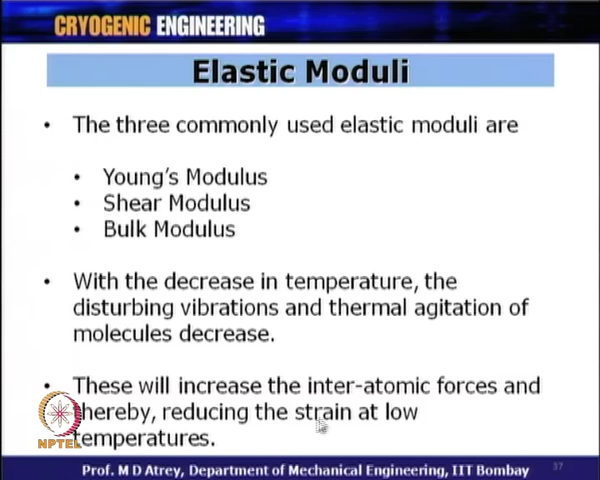 CRYOGENIC ENGINEERING
Elastic Moduli
• The three commonly used elastic moduli are
• Young's Modulus
• Shear Modulus
• Bulk Modulus
• With the decrease in temperature, the
disturbing vibrations and thermal agitation of
molecules decrease.
• These will increase the inter-atomic forces and
thereby, reducing the strain at low
temperatures.
NPTEL
Prof. M D Atrey, Department of Mechanical Engineering, IIT Bombay
37